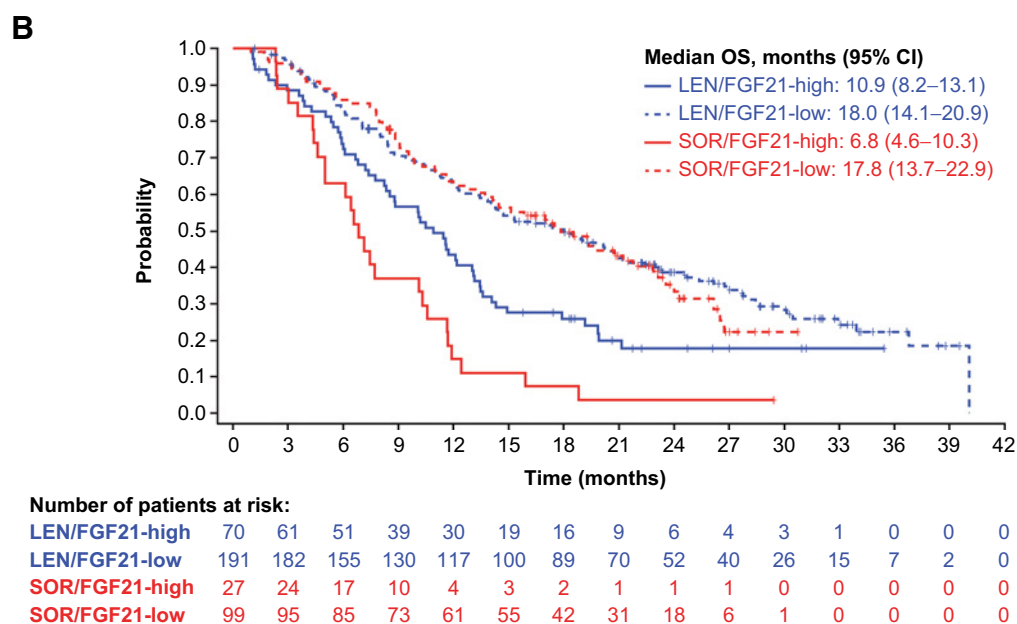 B
Median OS, months (95% CI)
LEN/FGF21-high: 10.9 (8.2–13.1)
LEN/FGF21-low: 18.0 (14.1–20.9)
SOR/FGF21-high: 6.8 (4.6–10.3)
SOR/FGF21-low: 17.8 (13.7–22.9)
Probability
1.0
0.9
0.8
0.7
0.6
0.5
0.4
0.3
0.2
0.1
0.0
0 3 6 9 12 15 18 21 24 27 30 33 36 39 42
Time (months)
Number of patients at risk:
LEN/FGF21-high 70 61 51 39 30 19 16 9 6 4 3 1 0 0 0
LEN/FGF21-low 191 182 155 130 117 100 89 70 52 40 26 15 7 2 0
SOR/FGF21-high 27 24 17 10 4 3 2 1 1 1 0 0 0 0 0
SOR/FGF21-low 99 95 85 73 61 55 42 31 18 6 1 0 0 0 0